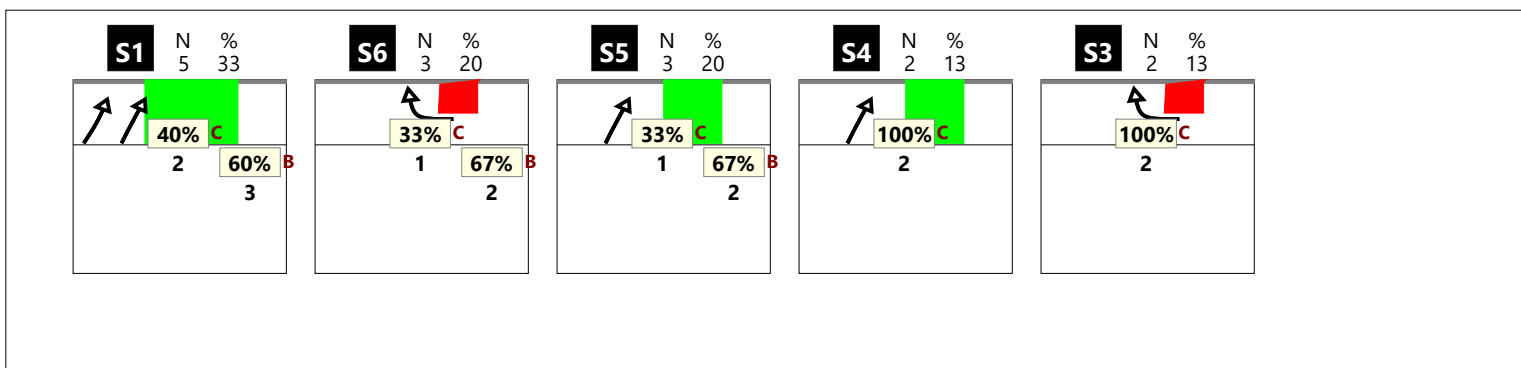 S1 N % 5 33
40% C
2 60% B
3
S6 N % 3 20
33% C
1 67% B
2
S5 N % 3 20
33% C
1 67% B
2
S4 N % 2 13
100% C
2
S3 N % 2 13
100% C
2